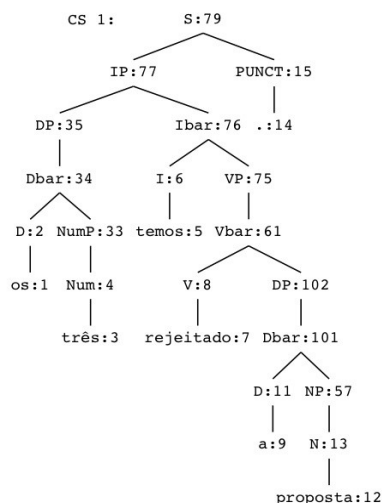 CS 1: S:79
IP:77 PUNCT:15
DP:35 Ibar:76 .:14
Dbar:34 I:6 VP:75
D:2 NumP:33 temos:5 Vbar:61
os:1 Num:4 V:8 DP:102
três:3 rejeitado:7 Dbar:101
D:11 NP:57
a:9 N:13
proposta:12